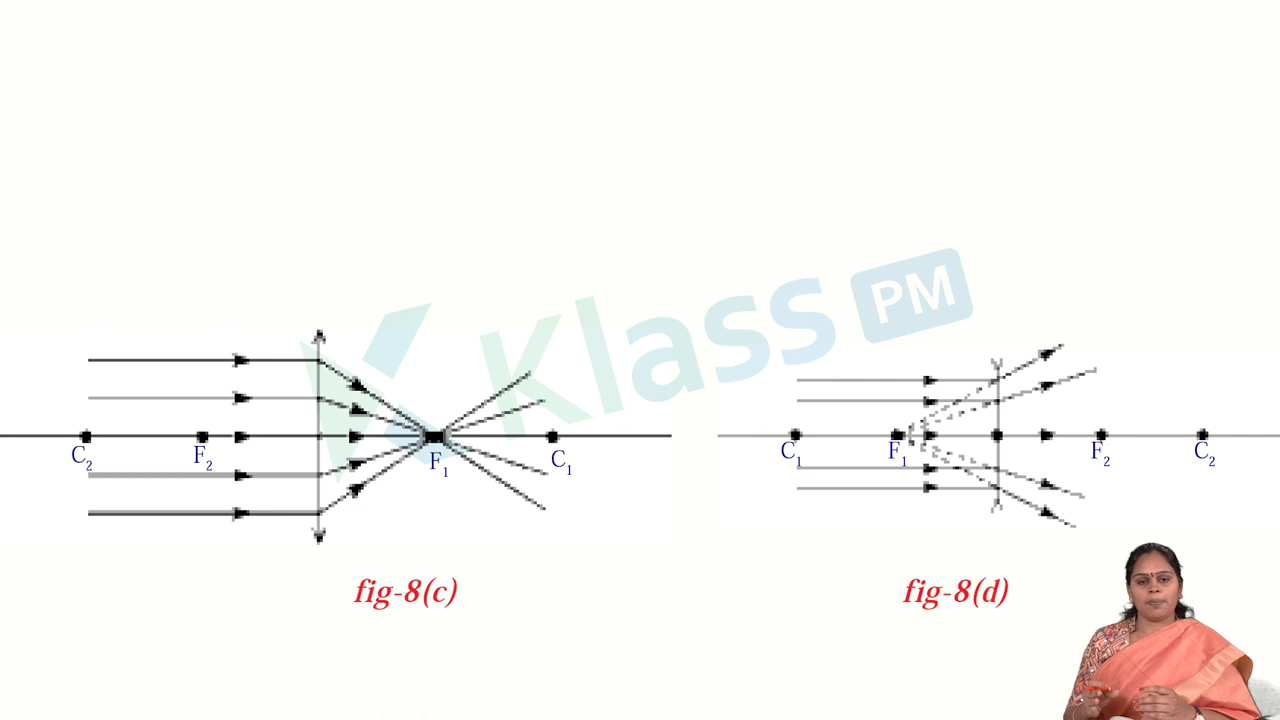 Klass PM
C₂ F₂ F₁ C₁
C₁ F₁ F₂ C₂
fig-8(c)
fig-8(d)